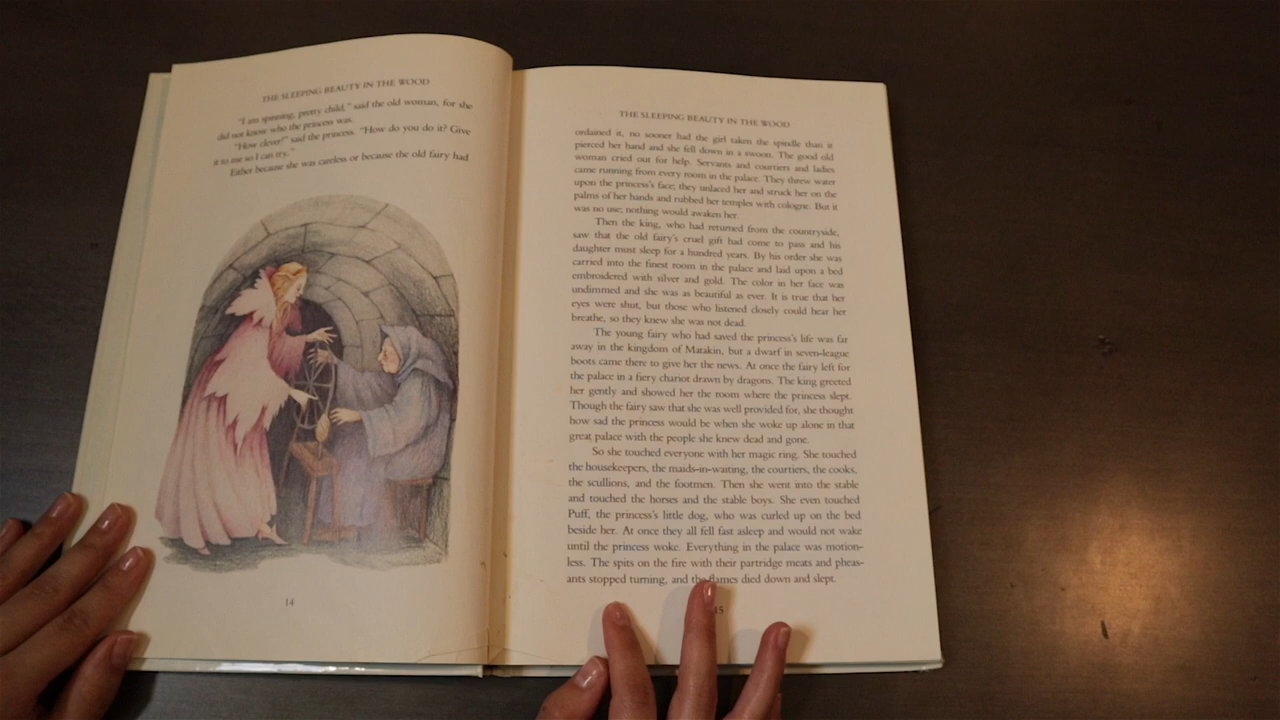 THE SLEEPING BEAUTY IN THE WOOD
"I am spinning, pretty child," said the old woman, for she
did not know who the princess was.
"How clever!" said the princess. "How do you do it? Give
it to me so I can try."
Either because she was careless or because the old fairy had
14
THE SLEEPING BEAUTY IN THE WOOD
ordained it, no sooner had the girl taken the spindle than it
pierced her hand and she fell down in a swoon. The good old
woman cried out for help. Servants and courtiers and ladies
came running from every room in the palace. They threw water
upon the princess's face; they unlaced her and struck her on the
palms of her hands and rubbed her temples with cologne. But it
was no use; nothing would awaken her.
Then the king, who had returned from the countryside,
saw that the old fairy's cruel gift had come to pass and his
daughter must sleep for a hundred years. By his order she was
carried into the finest room in the palace and laid upon a bed
embroidered with silver and gold. The color in her face was
undimmed and she was as beautiful as ever. It is true that her
eyes were shut, but those who listened closely could hear her
breathe, so they knew she was not dead.
The young fairy who had saved the princess's life was far
away in the kingdom of Matakin, but a dwarf in seven-league
boots came there to give her the news. At once the fairy left for
the palace in a fiery chariot drawn by dragons. The king greeted
her gently and showed her the room where the princess slept.
Though the fairy saw that she was well provided for, she thought
how sad the princess would be when she woke up alone in that
great palace with the people she knew dead and gone.
So she touched everyone with her magic ring. She touched
the housekeepers, the maids-in-waiting, the courtiers, the cooks,
the scullions, and the footmen. Then she went into the stable
and touched the horses and the stable boys. She even touched
Puff, the princess's little dog, who was curled up on the bed
beside her. At once they all fell fast asleep and would not wake
until the princess woke. Everything in the palace was motion-
less. The spits on the fire with their partridge meats and pheas-
ants stopped turning, and the flames died down and slept.
15